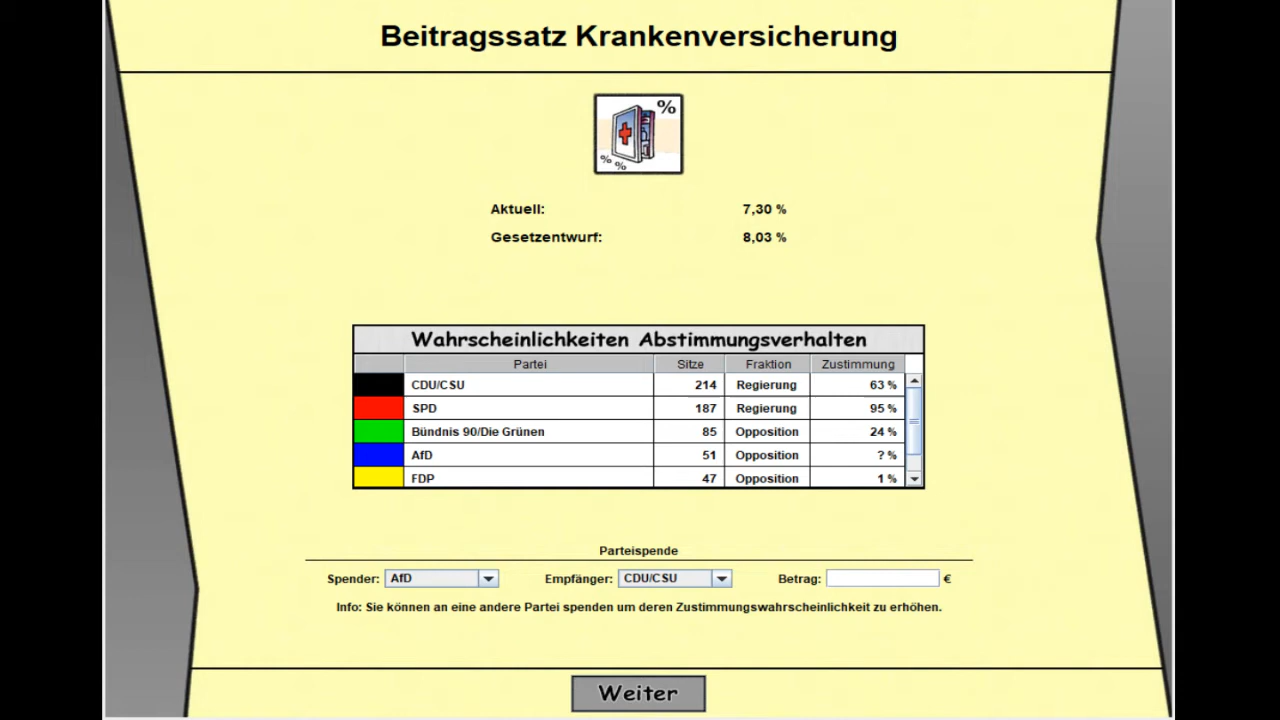 Beitragssatz Krankenversicherung
%
% %
Aktuell: 7,30 %
Gesetzentwurf: 8,03 %
Wahrscheinlichkeiten Abstimmungsverhalten
Partei Sitze Fraktion Zustimmung
CDU/CSU 214 Regierung 63 %
SPD 187 Regierung 95 %
Bündnis 90/Die Grünen 85 Opposition 24 %
AfD 51 Opposition ? %
FDP 47 Opposition 1 %
Parteispende
Spender: AfD Empfänger: CDU/CSU Betrag: €
Info: Sie können an eine andere Partei spenden um deren Zustimmungswahrscheinlichkeit zu erhöhen.
Weiter